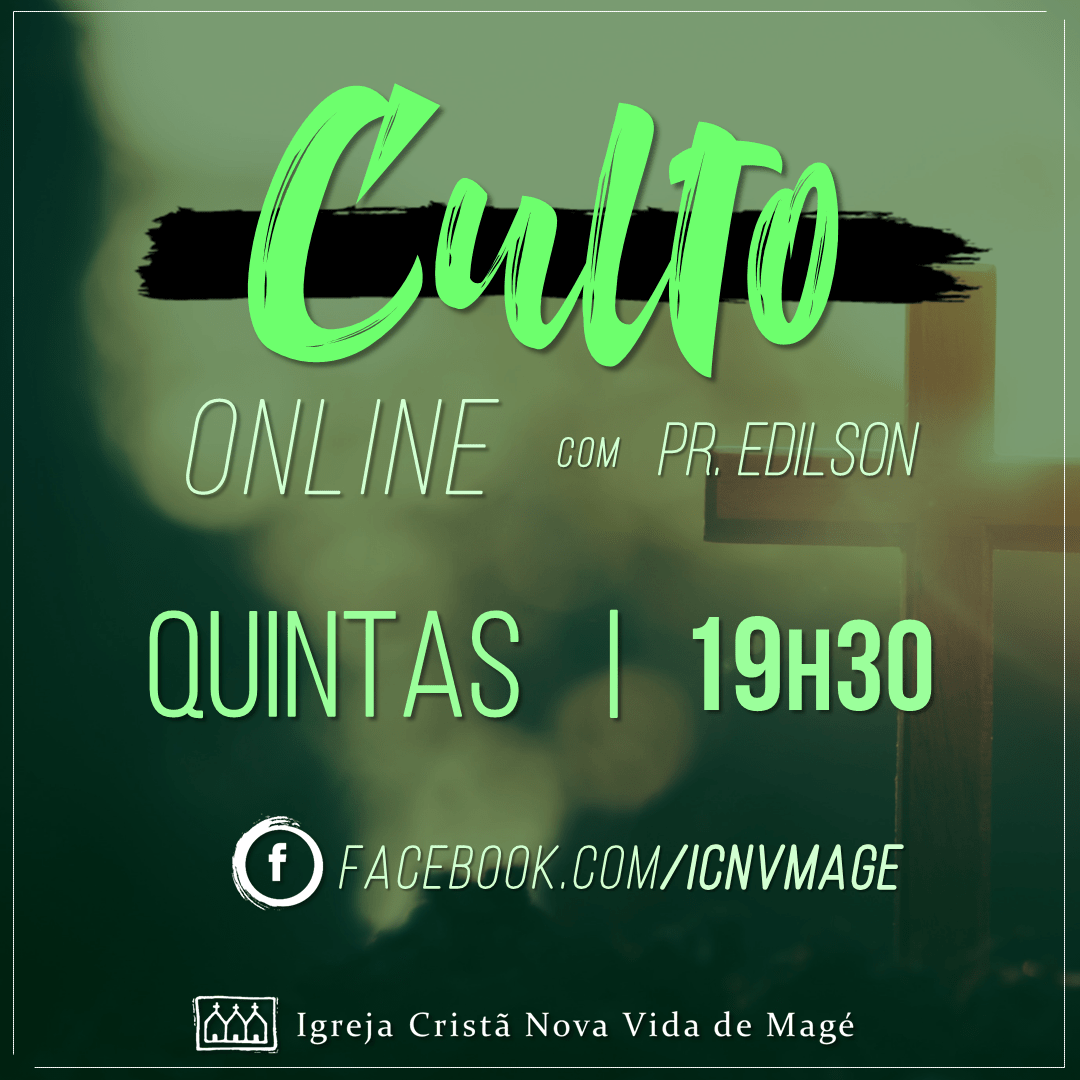 Culto
ONLINE COM PR. EDILSON
QUINTAS | 19H30
f FACEBOOK.COM/ICNVMAGE
Igreja Cristã Nova Vida de Magé